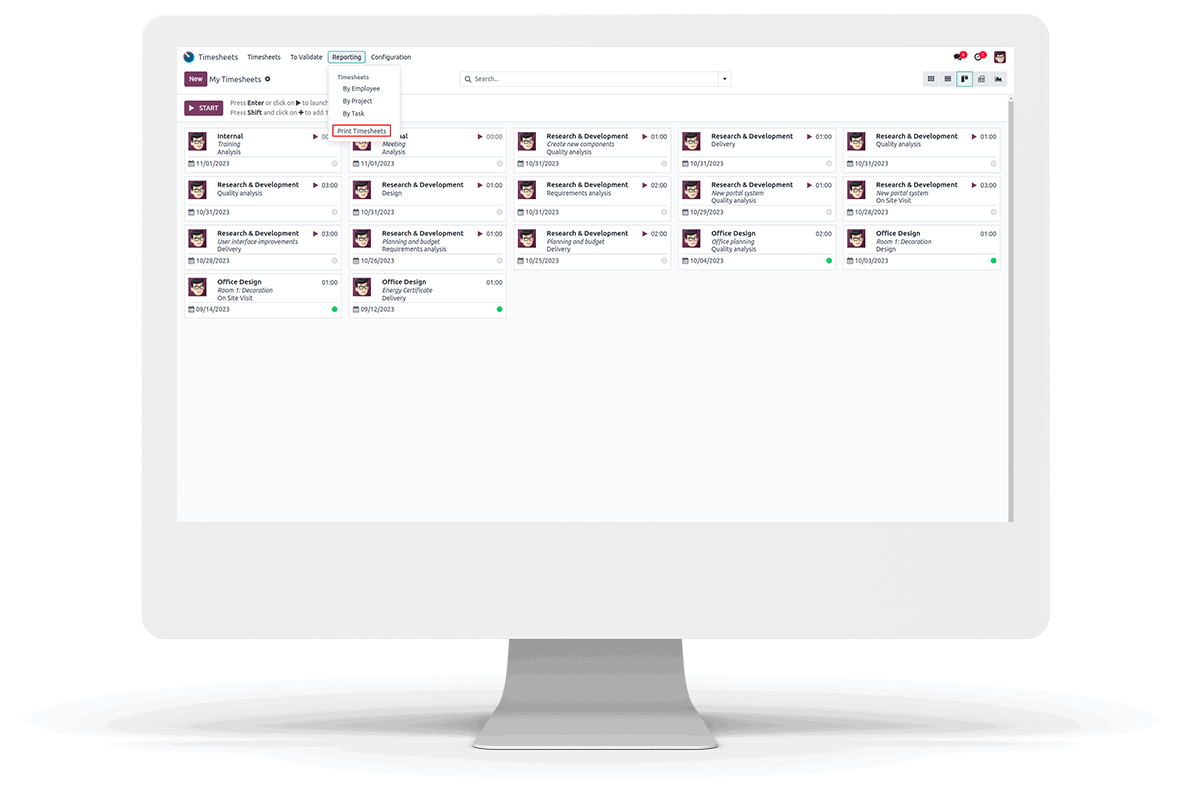 Timesheets Timesheets To Validate Reporting Configuration 4 2
New My Timesheets Search...
Timesheets
By Employee
By Project
By Task
Print Timesheets
START
Press Enter or click on to launch
Press Shift and click on to add 1
Internal
Training
Analysis
11/01/2023
Meeting 00:00
Analysis
11/01/2023
Research & Development 01:00
Create new components
Quality analysis
10/31/2023
Research & Development 01:00
Delivery
10/31/2023
Research & Development 01:00
Quality analysis
10/31/2023
Research & Development 03:00
Quality analysis
10/31/2023
Research & Development 01:00
Design
10/31/2023
Research & Development 02:00
Requirements analysis
10/31/2023
Research & Development 01:00
New portal system
Quality analysis
10/29/2023
Research & Development 03:00
New portal system
On Site Visit
10/28/2023
Research & Development 03:00
User interface improvements
Delivery
10/28/2023
Research & Development 01:00
Planning and budget
Requirements analysis
10/26/2023
Research & Development 02:00
Planning and budget
Delivery
10/25/2023
Office Design 02:00
Office planning
Quality analysis
10/04/2023
Office Design 01:00
Room 1: Decoration
Design
10/03/2023
Office Design 01:00
Room 1: Decoration
On Site Visit
09/14/2023
Office Design 01:00
Energy Certificate
Delivery
09/12/2023